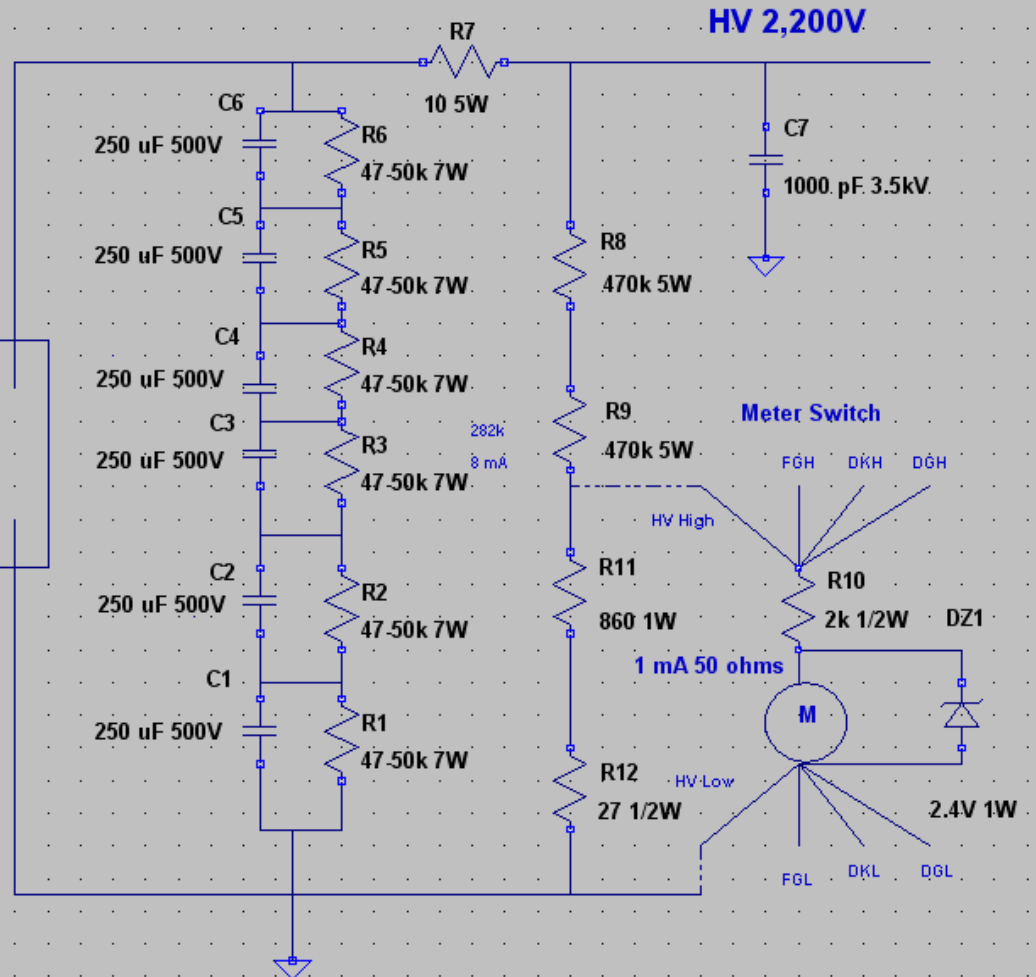 HV 2,200V
R7
10 5W
C6
250 uF 500V
R6
47-50k 7W
C7
1000 pF 3.5kV
C5
250 uF 500V
R5
47-50k 7W
R8
470k 5W
C4
250 uF 500V
R4
47-50k 7W
C3
250 uF 500V
R3
47-50k 7W
282k
8 mA
R9
470k 5W
Meter Switch
FGH
DKH
DGH
HV High
C2
250 uF 500V
R2
47-50k 7W
R11
860 1W
R10
2k 1/2W
DZ1
1 mA 50 ohms
M
C1
250 uF 500V
R1
47-50k 7W
R12
27 1/2W
HV Low
2.4V 1W
FGL
DKL
DGL